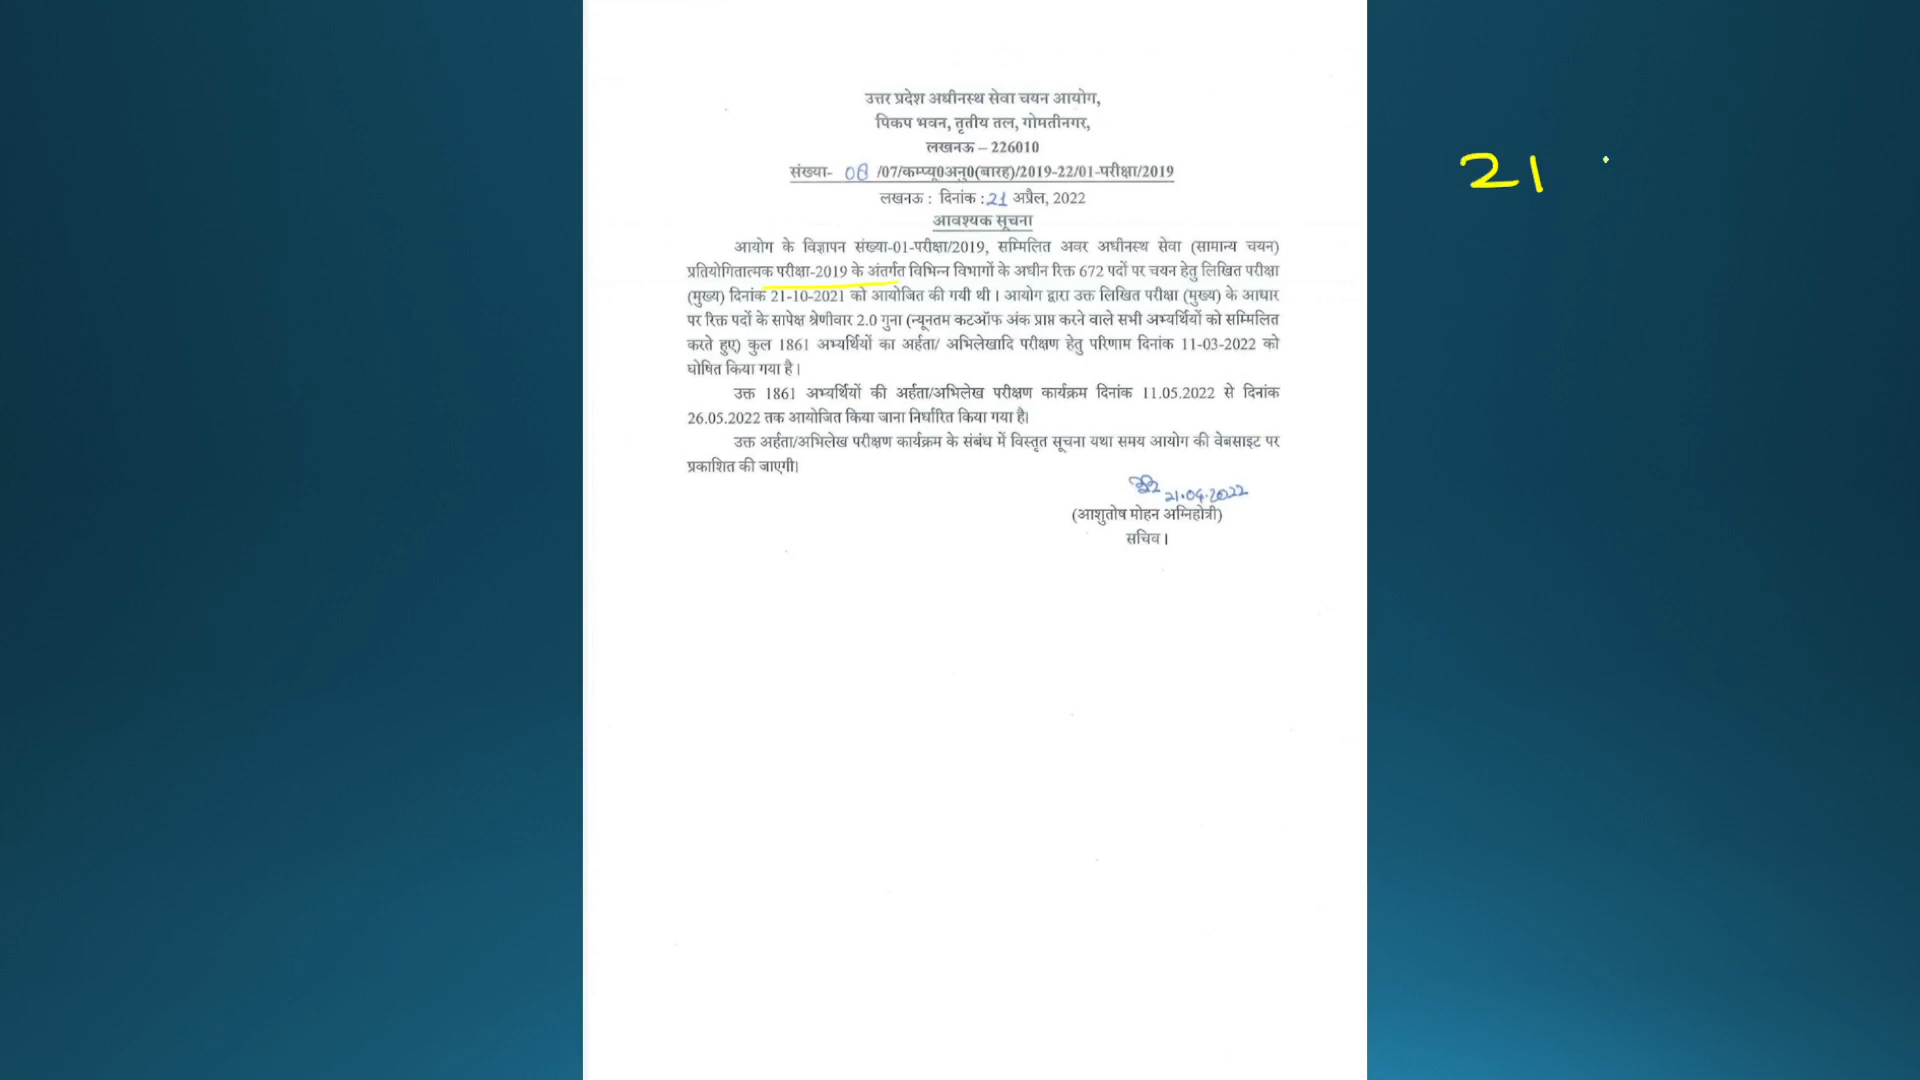 उत्तर प्रदेश अधीनस्थ सेवा चयन आयोग,
पिकप भवन, तृतीय तल, गोमतीनगर,
लखनऊ – 226010
संख्या- 08 /07/कम्प्यू0अनु0(बारह)/2019-22/01-परीक्षा/2019
लखनऊ : दिनांक : 21 अप्रैल, 2022
आवश्यक सूचना
आयोग के विज्ञापन संख्या-01-परीक्षा/2019, सम्मिलित अवर अधीनस्थ सेवा (सामान्य चयन)
प्रतियोगितात्मक परीक्षा-2019 के अंतर्गत विभिन्न विभागों के अधीन रिक्त 672 पदों पर चयन हेतु लिखित परीक्षा
(मुख्य) दिनांक 21-10-2021 को आयोजित की गयी थी। आयोग द्वारा उक्त लिखित परीक्षा (मुख्य) के आधार
पर रिक्त पदों के सापेक्ष श्रेणीवार 2.0 गुना (न्यूनतम कटऑफ अंक प्राप्त करने वाले सभी अभ्यर्थियों को सम्मिलित
करते हुए) कुल 1861 अभ्यर्थियों का अर्हता/ अभिलेखादि परीक्षण हेतु परिणाम दिनांक 11-03-2022 को
घोषित किया गया है।
उक्त 1861 अभ्यर्थियों की अर्हता/अभिलेख परीक्षण कार्यक्रम दिनांक 11.05.2022 से दिनांक
26.05.2022 तक आयोजित किया जाना निर्धारित किया गया है।
उक्त अर्हता/अभिलेख परीक्षण कार्यक्रम के संबंध में विस्तृत सूचना यथा समय आयोग की वेबसाइट पर
प्रकाशित की जाएगी।
21.04.2022
(आशुतोष मोहन अग्निहोत्री)
सचिव।
21